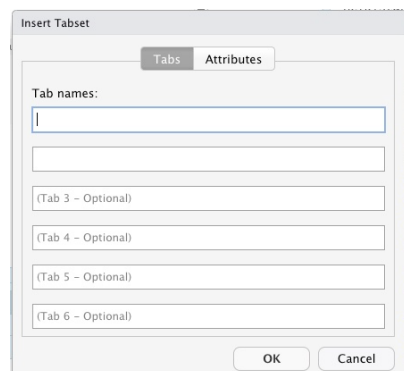 Insert Tabset
Tabs Attributes
Tab names:
(Tab 3 - Optional)
(Tab 4 - Optional)
(Tab 5 - Optional)
(Tab 6 - Optional)
OK Cancel